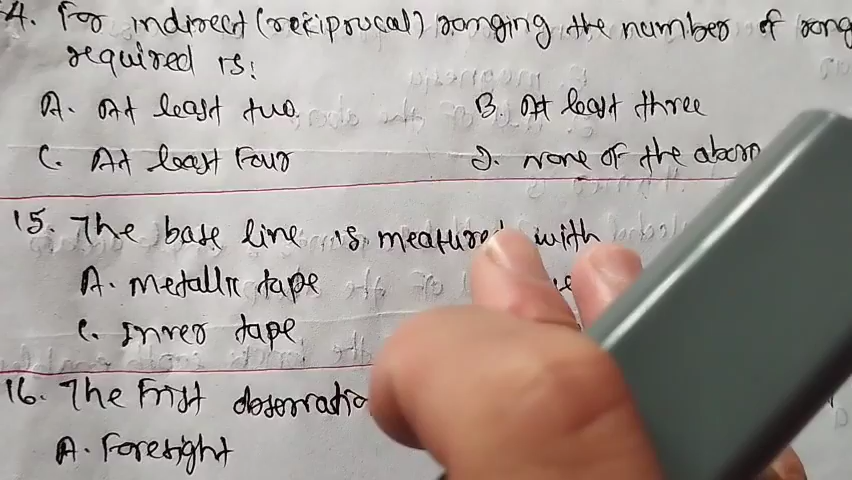 4. For indirect (reciprocal) ranging the number of rang
required is:
A. At least two B. At least three
C. At least Four D. none of the above
15. The base line is measured with
A. metallic tape
C. Inner tape
16. The First observatio
A. Foresight